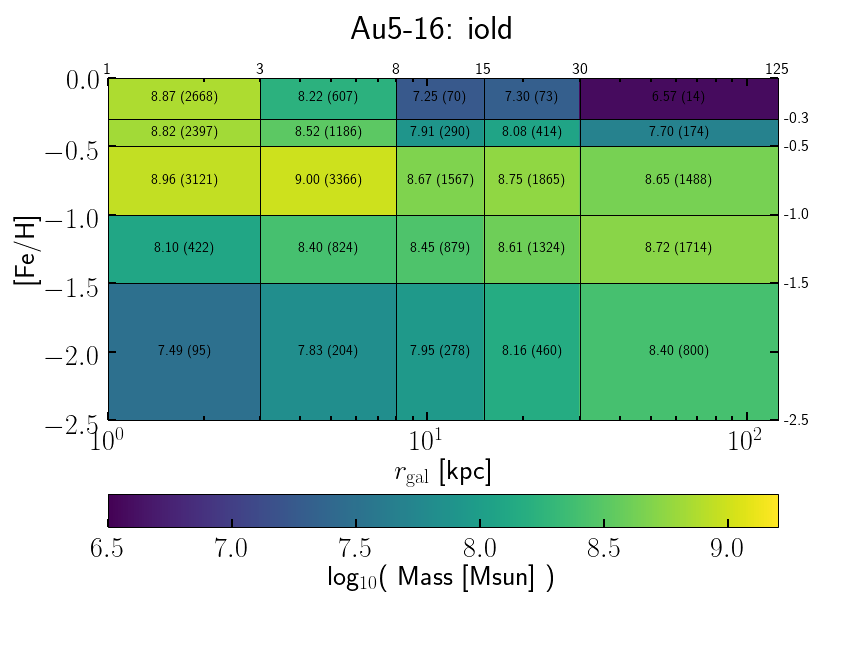 Au5-16: iold
1 3 8 15 30 125
0.0 8.87 (2668) 8.22 (607) 7.25 (70) 7.30 (73) 6.57 (14)
-0.3
8.82 (2397) 8.52 (1186) 7.91 (290) 8.08 (414) 7.70 (174)
−0.5 -0.5
8.96 (3121) 9.00 (3366) 8.67 (1567) 8.75 (1865) 8.65 (1488)
−1.0 -1.0
[Fe/H]
8.10 (422) 8.40 (824) 8.45 (879) 8.61 (1324) 8.72 (1714)
−1.5 -1.5
−2.0 7.49 (95) 7.83 (204) 7.95 (278) 8.16 (460) 8.40 (800)
−2.5 -2.5
10⁰ 10¹ 10²
r_gal [kpc]
6.5 7.0 7.5 8.0 8.5 9.0
log₁₀( Mass [Msun] )